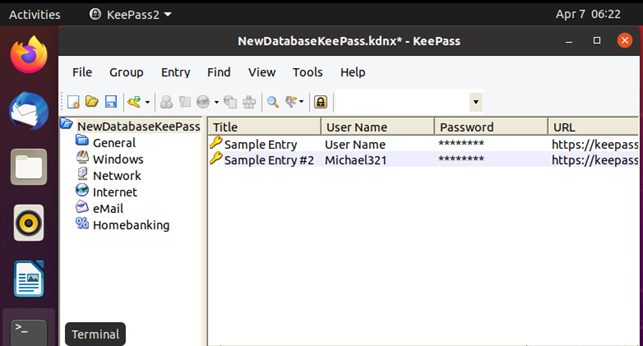 Activities KeePass2 Apr 7 06:22
NewDatabaseKeePass.kdnx* - KeePass
File Group Entry Find View Tools Help
NewDatabaseKeePass
General
Windows
Network
Internet
eMail
Homebanking
Title User Name Password URL
Sample Entry User Name ******** https://keepass
Sample Entry #2 Michael321 ******** https://keepass
>_
Terminal